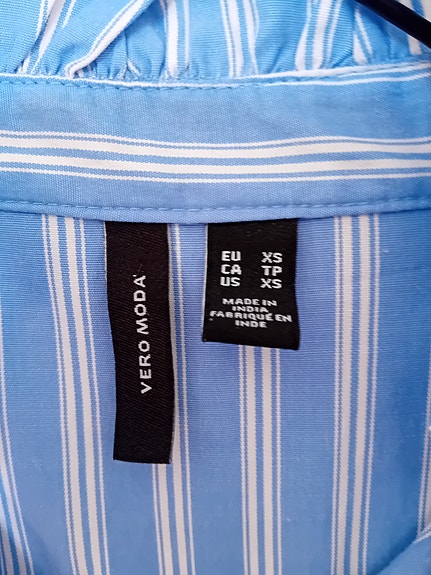 VERO MODA
EU XS
CA TP
US XS
MADE IN
INDIA
FABRIQUÉ EN
INDE